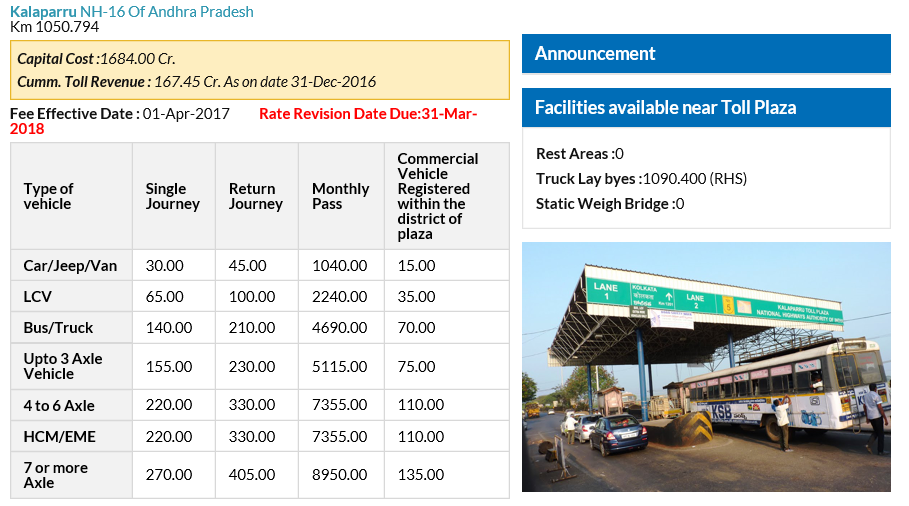 Kalaparru NH-16 Of Andhra Pradesh
Km 1050.794
Capital Cost :1684.00 Cr.
Cumm. Toll Revenue : 167.45 Cr. As on date 31-Dec-2016
Fee Effective Date : 01-Apr-2017 Rate Revision Date Due:31-Mar-
2018
Type of vehicle Single Journey Return Journey Monthly Pass Commercial Vehicle Registered within the district of plaza
Car/Jeep/Van 30.00 45.00 1040.00 15.00
LCV 65.00 100.00 2240.00 35.00
Bus/Truck 140.00 210.00 4690.00 70.00
Upto 3 Axle Vehicle 155.00 230.00 5115.00 75.00
4 to 6 Axle 220.00 330.00 7355.00 110.00
HCM/EME 220.00 330.00 7355.00 110.00
7 or more Axle 270.00 405.00 8950.00 135.00
Announcement
Facilities available near Toll Plaza
Rest Areas :0
Truck Lay byes :1090.400 (RHS)
Static Weigh Bridge :0
LANE 1
KOLKATA
कोलकाता
LANE 2
KALAPARRU TOLL PLAZA
NATIONAL HIGHWAYS AUTHORITY OF
KSB